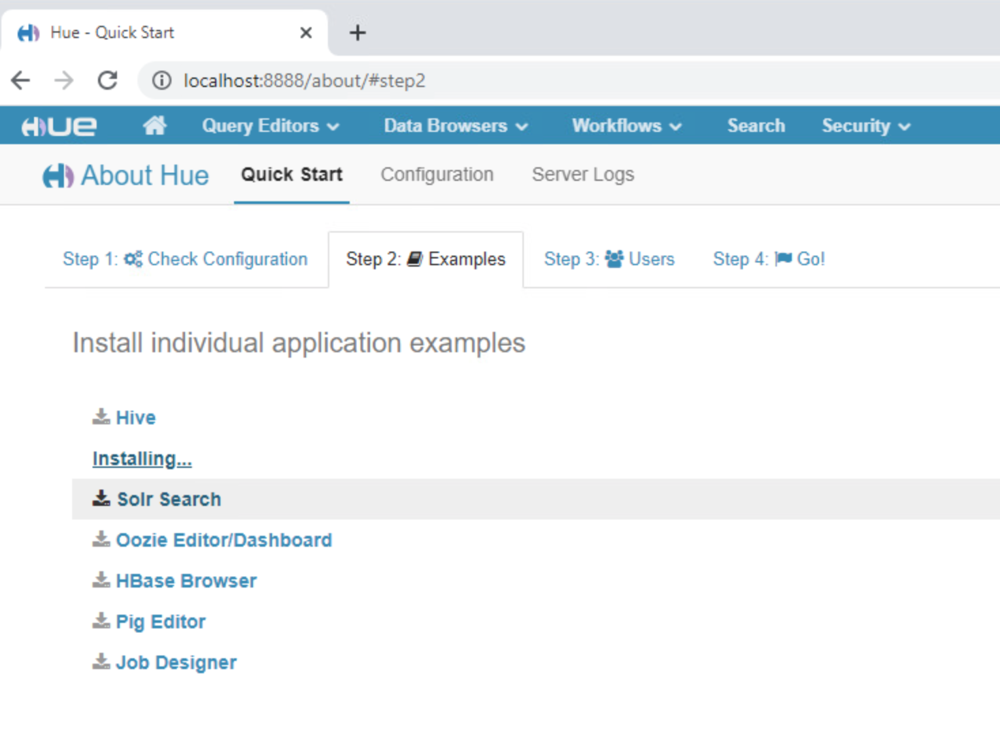 Hue - Quick Start
localhost:8888/about/#step2
HUE Query Editors Data Browsers Workflows Search Security
About Hue Quick Start Configuration Server Logs
Step 1: Check Configuration Step 2: Examples Step 3: Users Step 4: Go!
Install individual application examples
Hive
Installing...
Solr Search
Oozie Editor/Dashboard
HBase Browser
Pig Editor
Job Designer